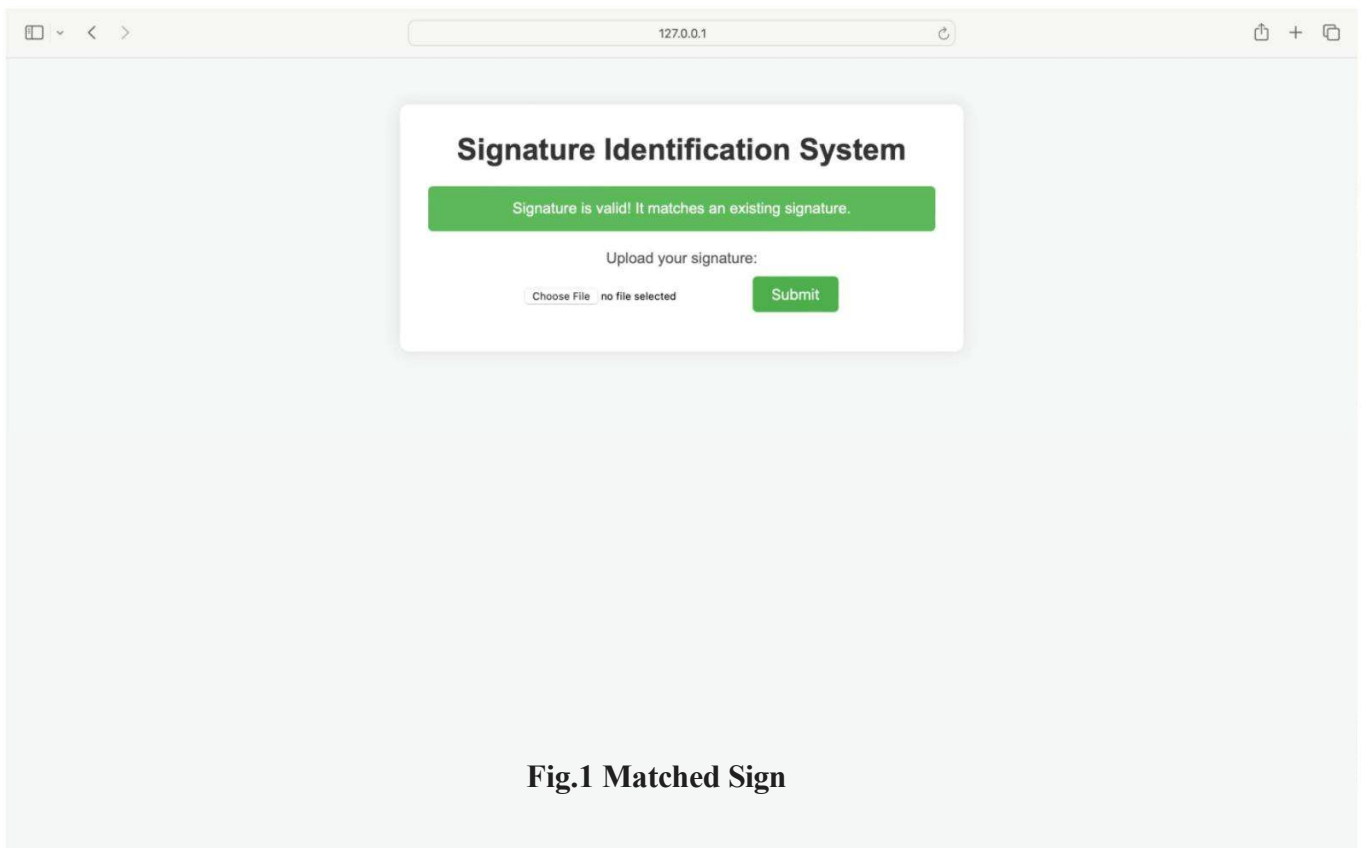 127.0.0.1
Signature Identification System
Signature is valid! It matches an existing signature.
Upload your signature:
Choose File no file selected Submit
Fig.1 Matched Sign